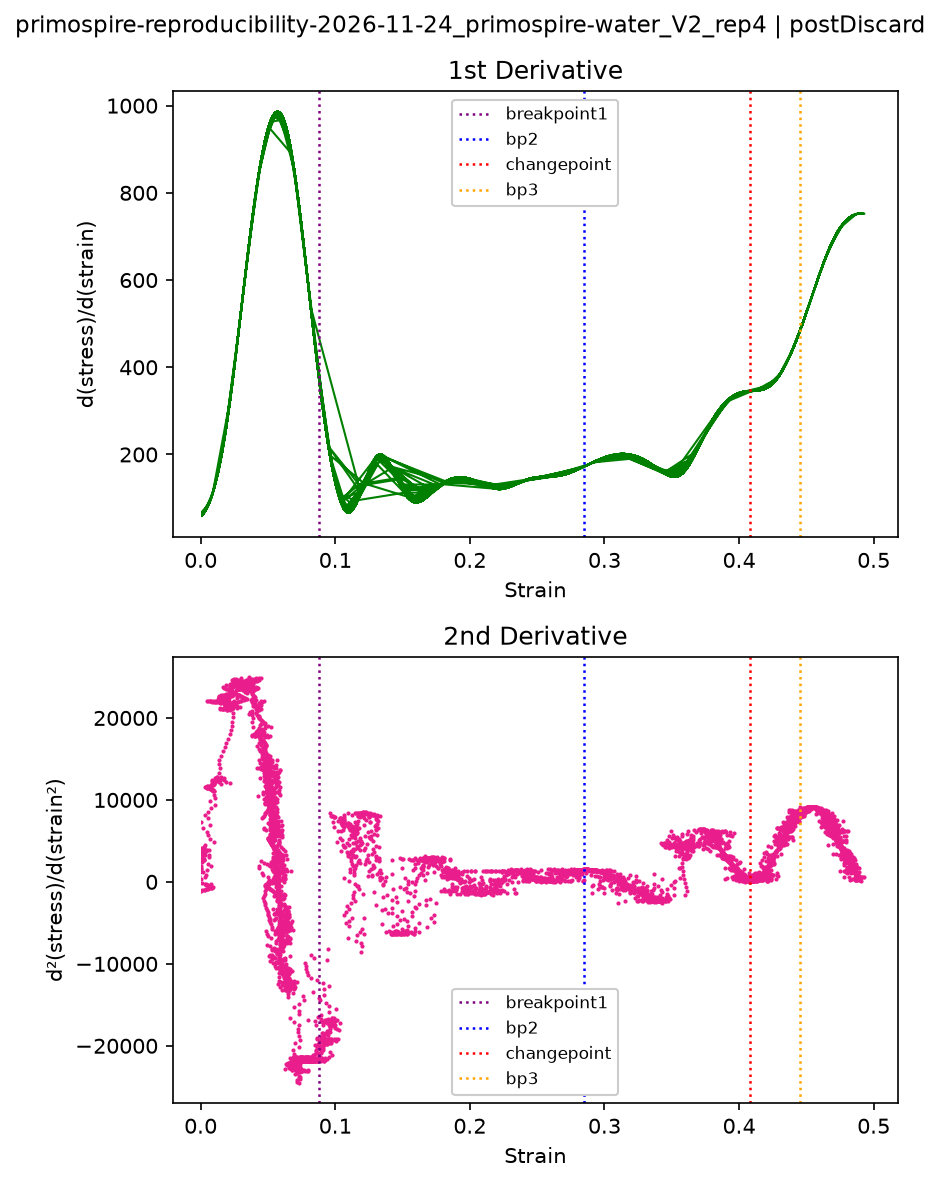 primospire-reproducibility-2026-11-24_primospire-water_V2_rep4 | postDiscard
1st Derivative
d(stress)/d(strain)
1000
800
600
400
200
breakpoint1
bp2
changepoint
bp3
0.0 0.1 0.2 0.3 0.4 0.5
Strain
2nd Derivative
d²(stress)/d(strain²)
20000
10000
0
−10000
−20000
breakpoint1
bp2
changepoint
bp3
0.0 0.1 0.2 0.3 0.4 0.5
Strain